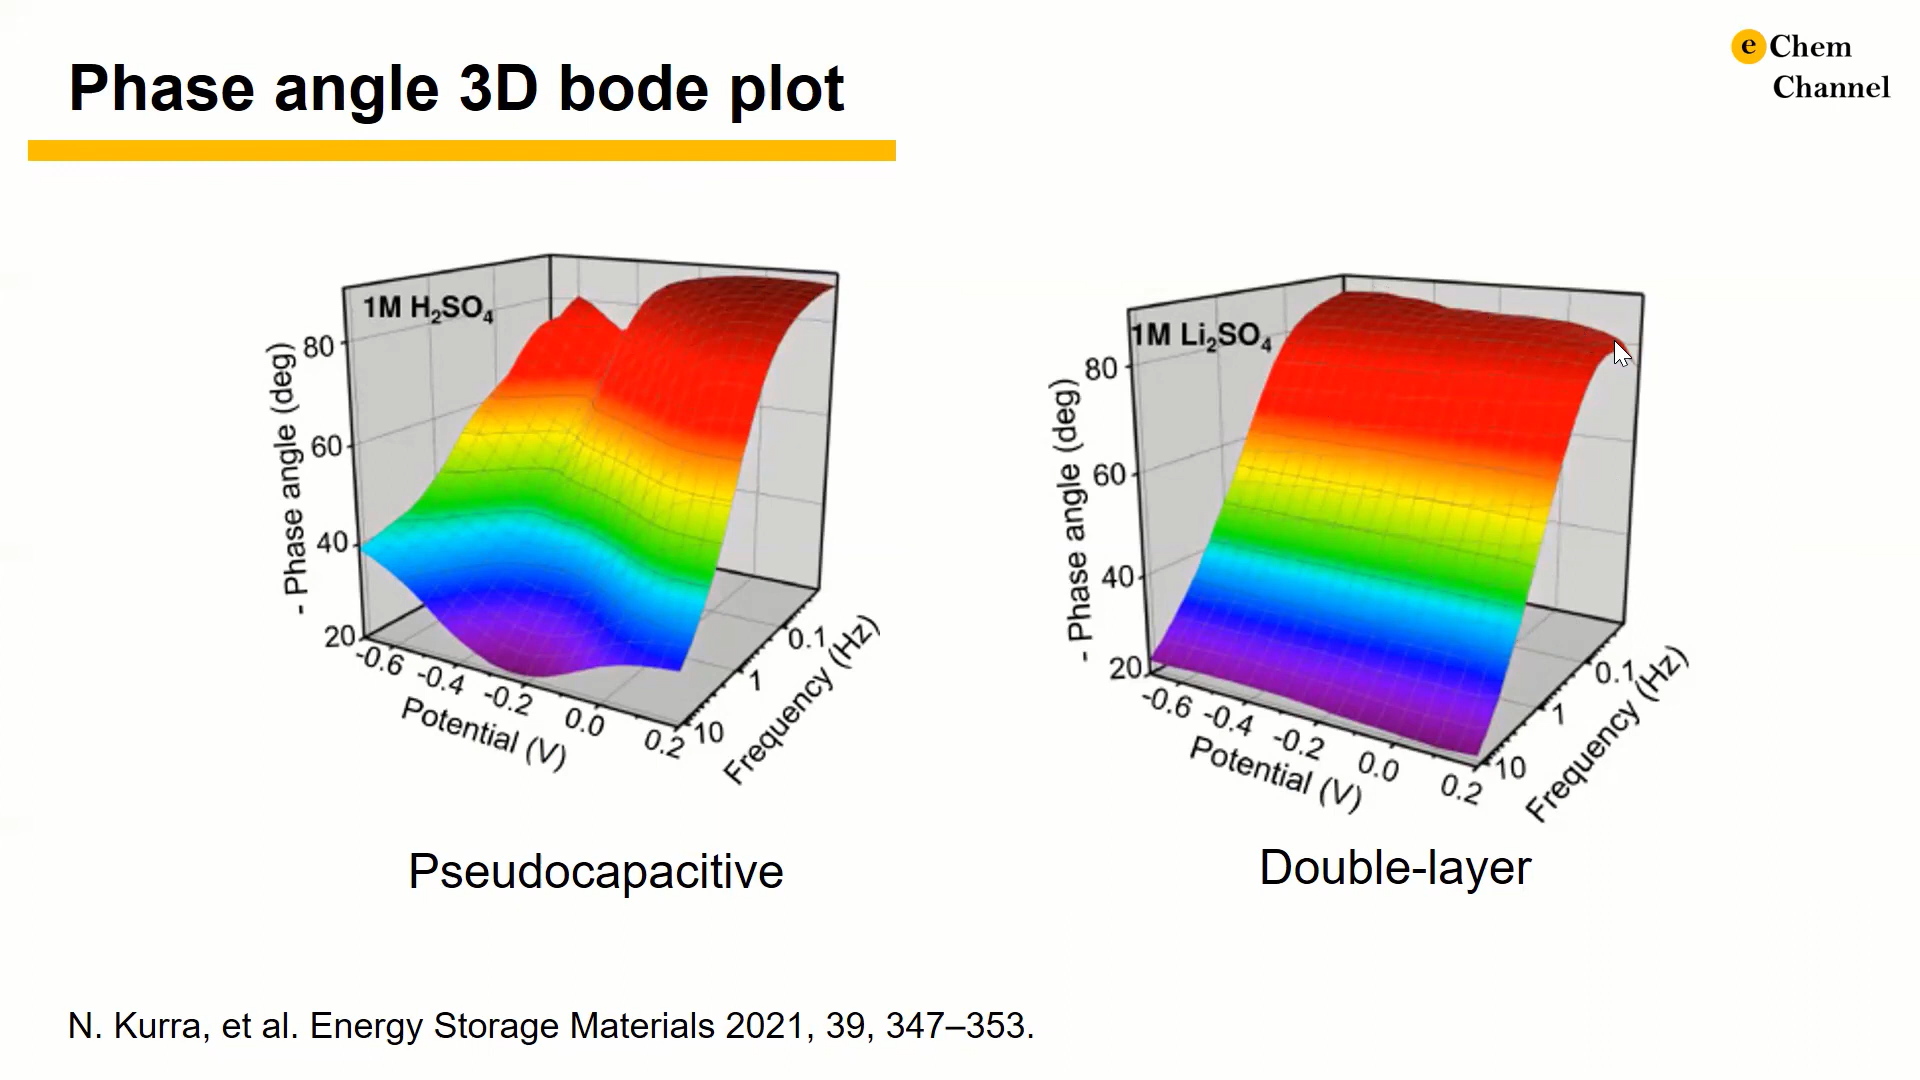 Phase angle 3D bode plot
e Chem
Channel
1M H₂SO₄
- Phase angle (deg)
80
60
40
20
-0.6 -0.4 -0.2 0.0 0.2
Potential (V)
10 1 0.1
Frequency (Hz)
Pseudocapacitive
1M Li₂SO₄
- Phase angle (deg)
80
60
40
20
-0.6 -0.4 -0.2 0.0 0.2
Potential (V)
10 1 0.1
Frequency (Hz)
Double-layer
N. Kurra, et al. Energy Storage Materials 2021, 39, 347–353.